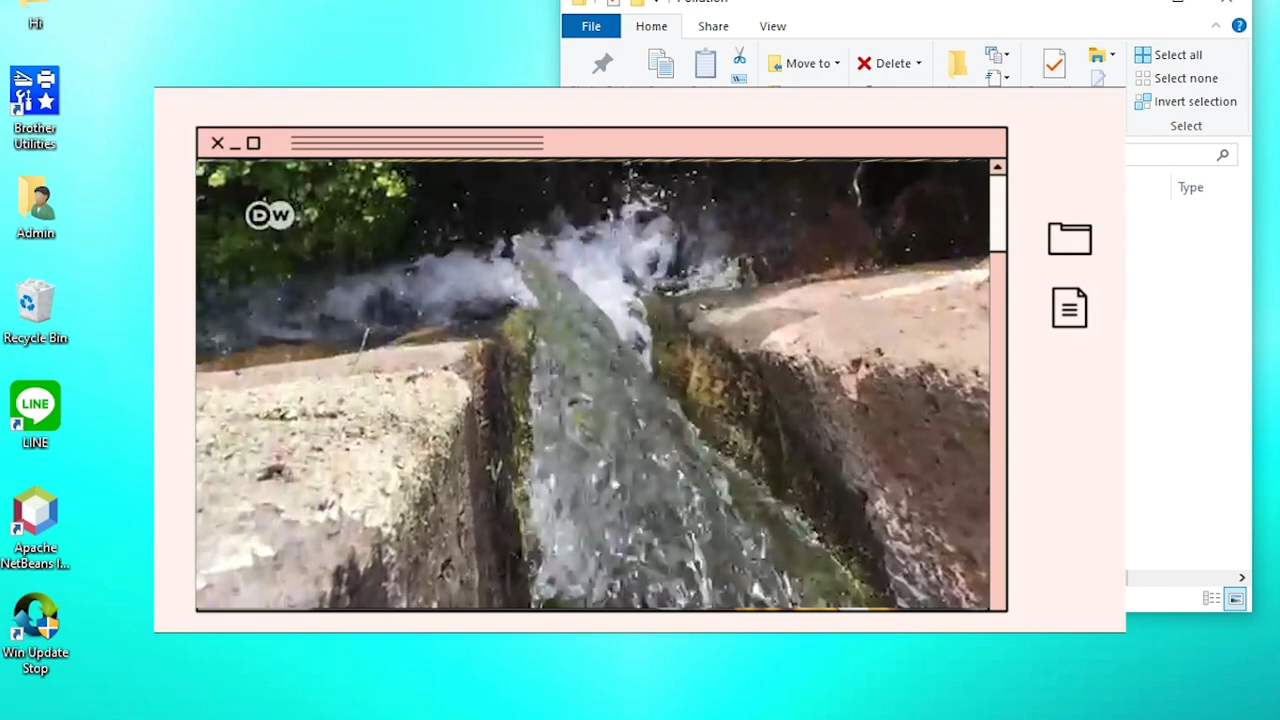 Hi
Pollution
File
Home
Share
View
Move to
Delete
Select all
Select none
Invert selection
Select
Brother
Utilities
DW
Type
Admin
Recycle Bin
LINE
LINE
Apache
NetBeans I...
Win Update
Stop